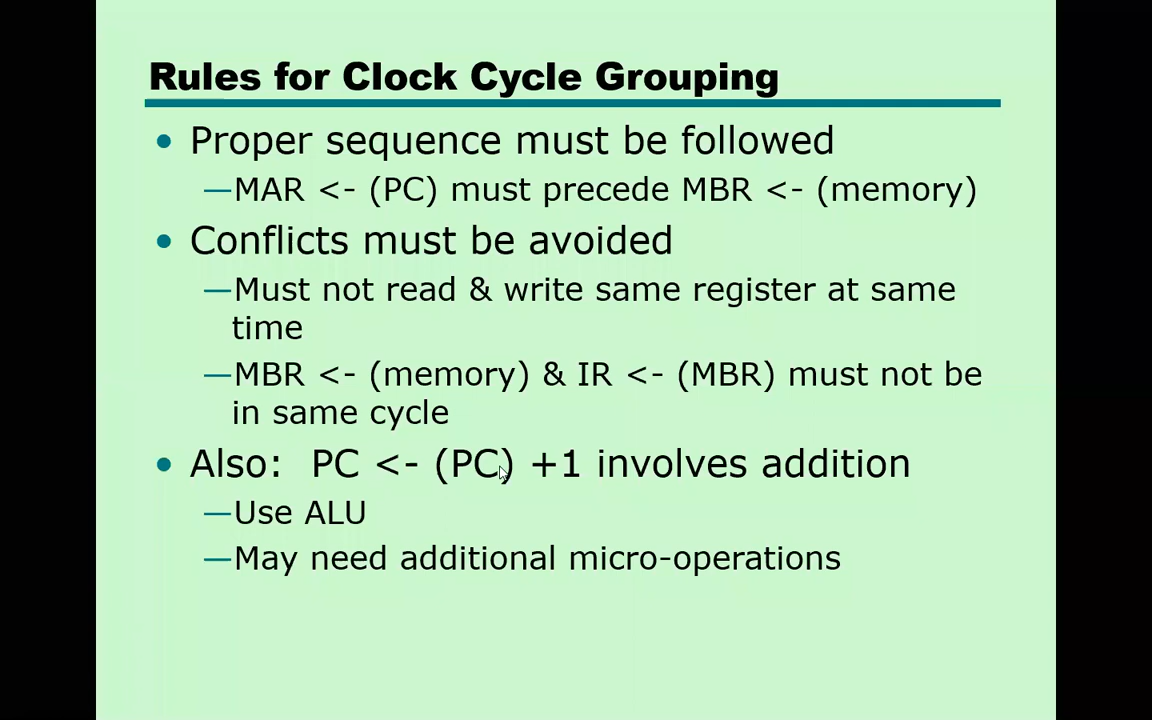 Rules for Clock Cycle Grouping
• Proper sequence must be followed
—MAR <- (PC) must precede MBR <- (memory)
• Conflicts must be avoided
—Must not read & write same register at same
time
—MBR <- (memory) & IR <- (MBR) must not be
in same cycle
• Also: PC <- (PC) +1 involves addition
—Use ALU
—May need additional micro-operations